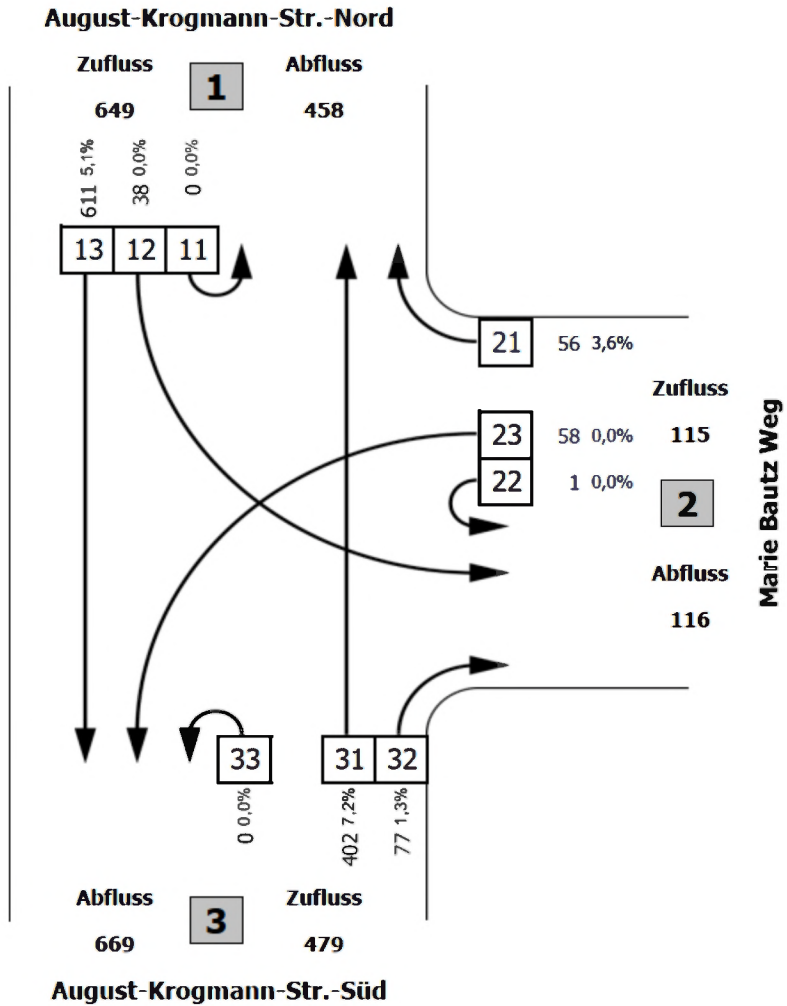 August-Krogmann-Str.-Nord
Zufluss 1 Abfluss
649 458
611 5,1%
38 0,0%
0 0,0%
13 12 11
21 56 3,6%
Zufluss
23 58 0,0% 115
22 1 0,0%
2
Marie Bautz Weg
Abfluss
116
33 31 32
0 0,0%
402 7,2%
77 1,3%
Abfluss 3 Zufluss
669 479
August-Krogmann-Str.-Süd